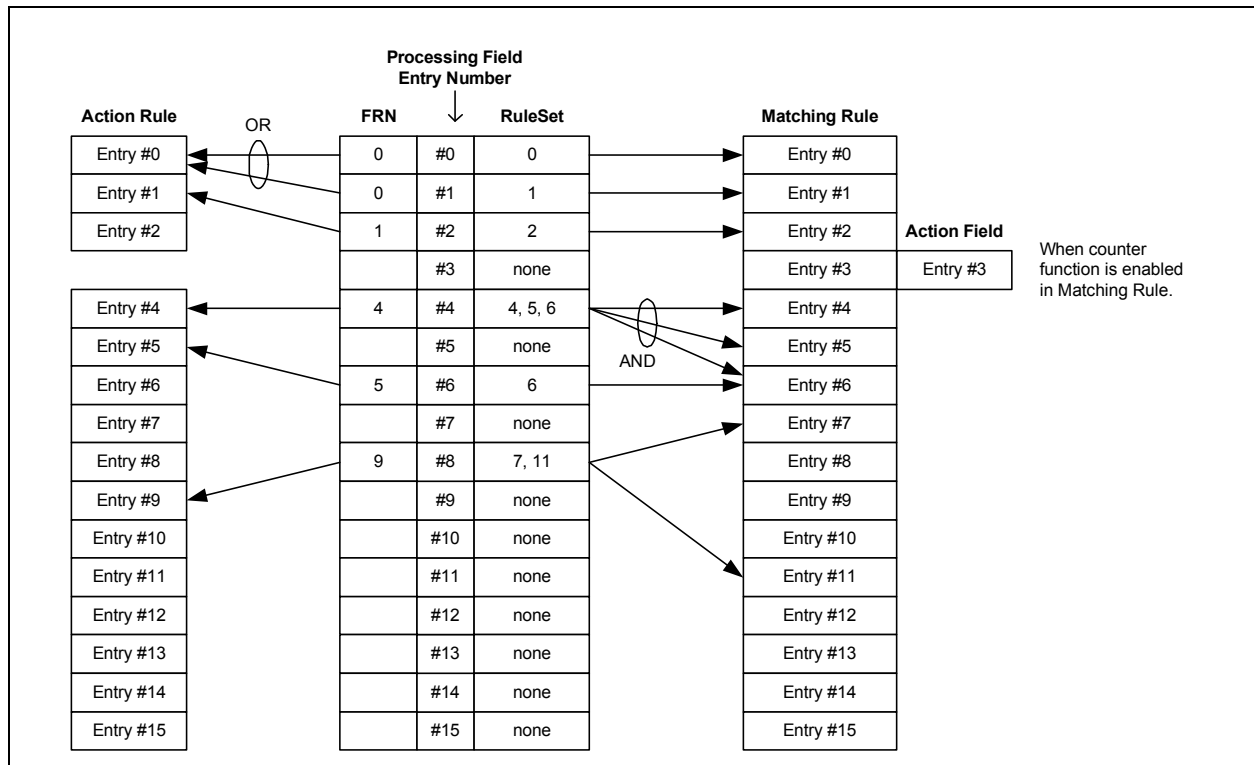 Processing Field
Entry Number
Action Rule
OR
FRN
RuleSet
Matching Rule
Entry #0
0
#0
0
Entry #0
Entry #1
0
#1
1
Entry #1
Entry #2
1
#2
2
Entry #2
Action Field
#3
none
Entry #3
Entry #3
When counter
function is enabled
in Matching Rule.
Entry #4
4
#4
4, 5, 6
Entry #4
Entry #5
#5
none
AND
Entry #5
Entry #6
5
#6
6
Entry #6
Entry #7
#7
none
Entry #7
Entry #8
9
#8
7, 11
Entry #8
Entry #9
#9
none
Entry #9
Entry #10
#10
none
Entry #10
Entry #11
#11
none
Entry #11
Entry #12
#12
none
Entry #12
Entry #13
#13
none
Entry #13
Entry #14
#14
none
Entry #14
Entry #15
#15
none
Entry #15